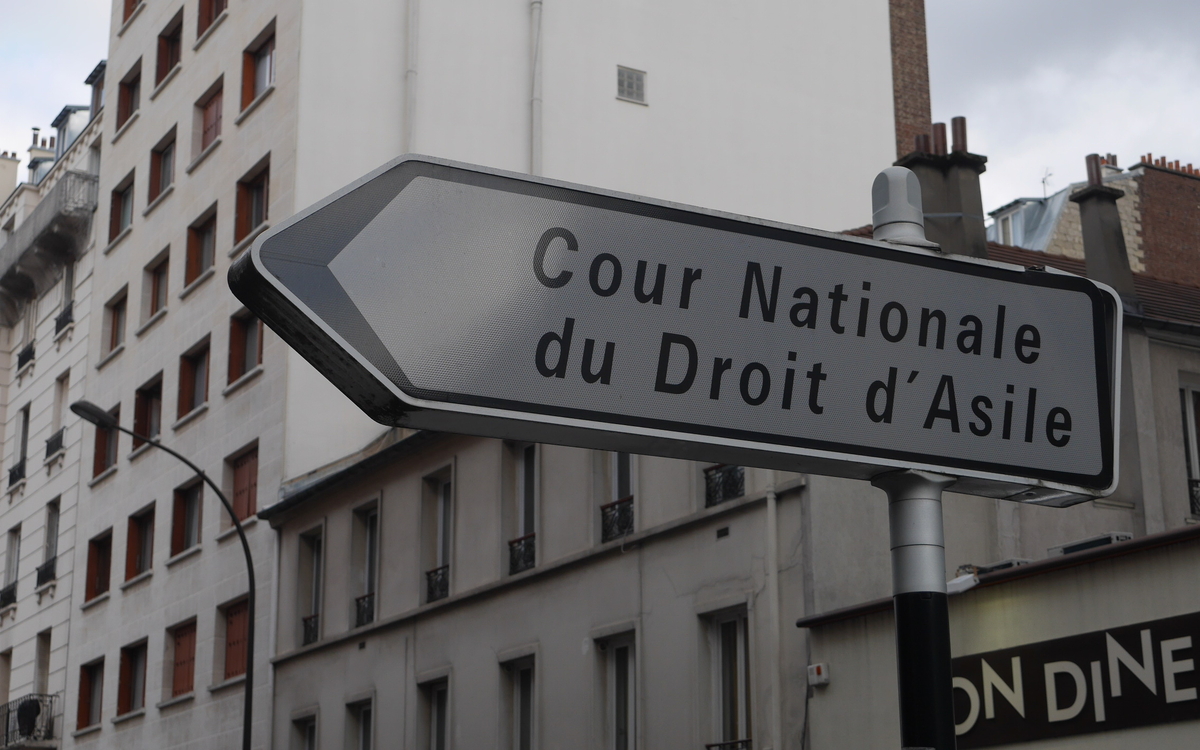 Cour Nationale
du Droit d'Asile
ON DINE